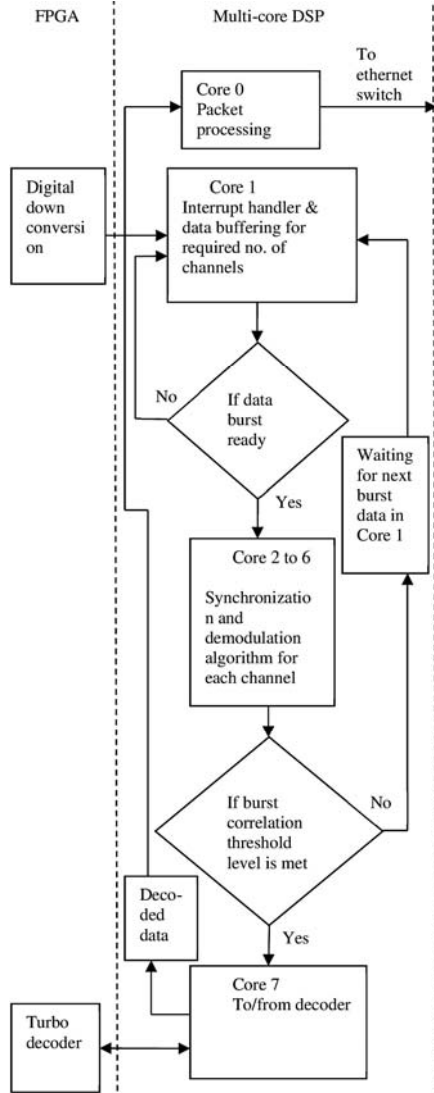 FPGA
Multi-core DSP
To
ethernet
switch
Core 0
Packet
processing
Digital
down
convers
ion
Core 1
Interrupt handler &
data buffering for
required no. of
channels
No
If data
burst
ready
Yes
Waiting
for next
burst
data in
Core 1
Core 2 to 6
Synchronizatio
n and
demodulation
algorithm for
each channel
If burst
correlation
threshold
level is met
No
Yes
Deco-
ded
data
Core 7
To/from decoder
Turbo
decoder